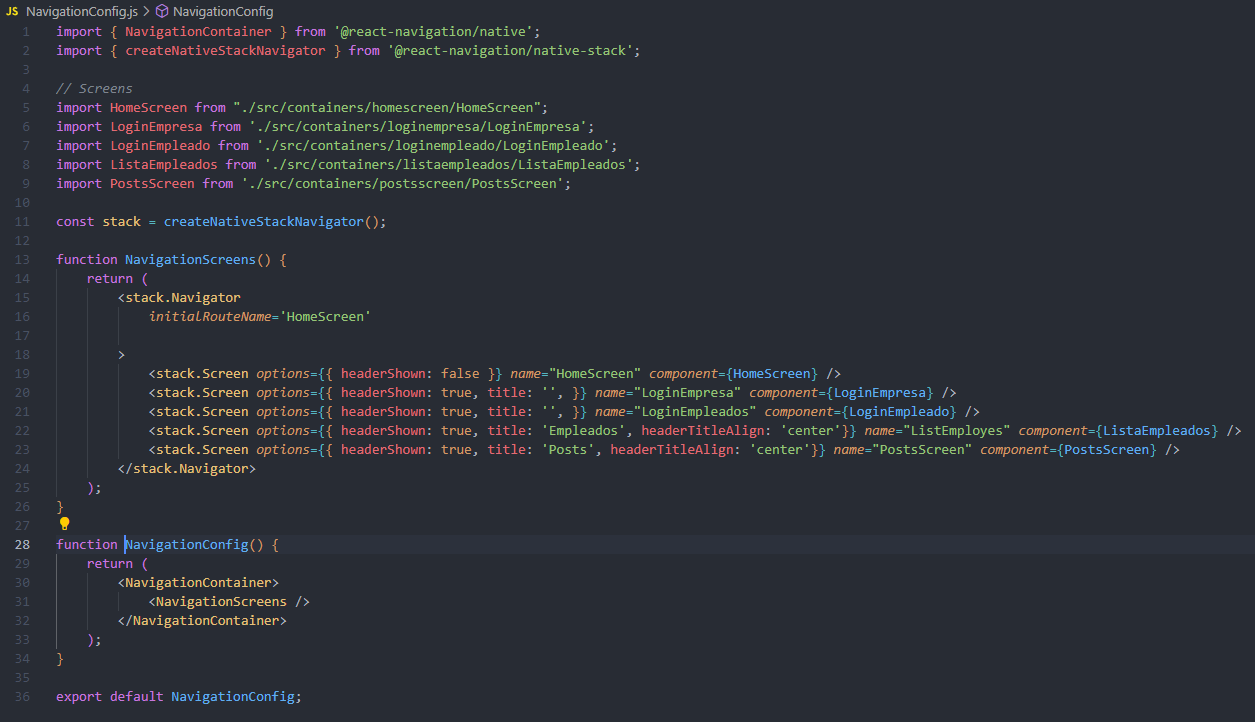 JS NavigationConfig.js > NavigationConfig
1 import { NavigationContainer } from '@react-navigation/native';
2 import { createNativeStackNavigator } from '@react-navigation/native-stack';
3
4 // Screens
5 import HomeScreen from "./src/containers/homescreen/HomeScreen";
6 import LoginEmpresa from './src/containers/loginempresa/LoginEmpresa';
7 import LoginEmpleado from './src/containers/loginempleado/LoginEmpleado';
8 import ListaEmpleados from './src/containers/listaempleados/ListaEmpleados';
9 import PostsScreen from './src/containers/postsscreen/PostsScreen';
10
11 const stack = createNativeStackNavigator();
12
13 function NavigationScreens() {
14     return (
15         <stack.Navigator
16             initialRouteName='HomeScreen'
17
18         >
19             <stack.Screen options={{ headerShown: false }} name="HomeScreen" component={HomeScreen} />
20             <stack.Screen options={{ headerShown: true, title: '', }} name="LoginEmpresa" component={LoginEmpresa} />
21             <stack.Screen options={{ headerShown: true, title: '', }} name="LoginEmpleados" component={LoginEmpleado} />
22             <stack.Screen options={{ headerShown: true, title: 'Empleados', headerTitleAlign: 'center'}} name="ListEmployes" component={ListaEmpleados} />
23             <stack.Screen options={{ headerShown: true, title: 'Posts', headerTitleAlign: 'center'}} name="PostsScreen" component={PostsScreen} />
24         </stack.Navigator>
25     );
26 }
27
28 function NavigationConfig() {
29     return (
30         <NavigationContainer>
31             <NavigationScreens />
32         </NavigationContainer>
33     );
34 }
35
36 export default NavigationConfig;